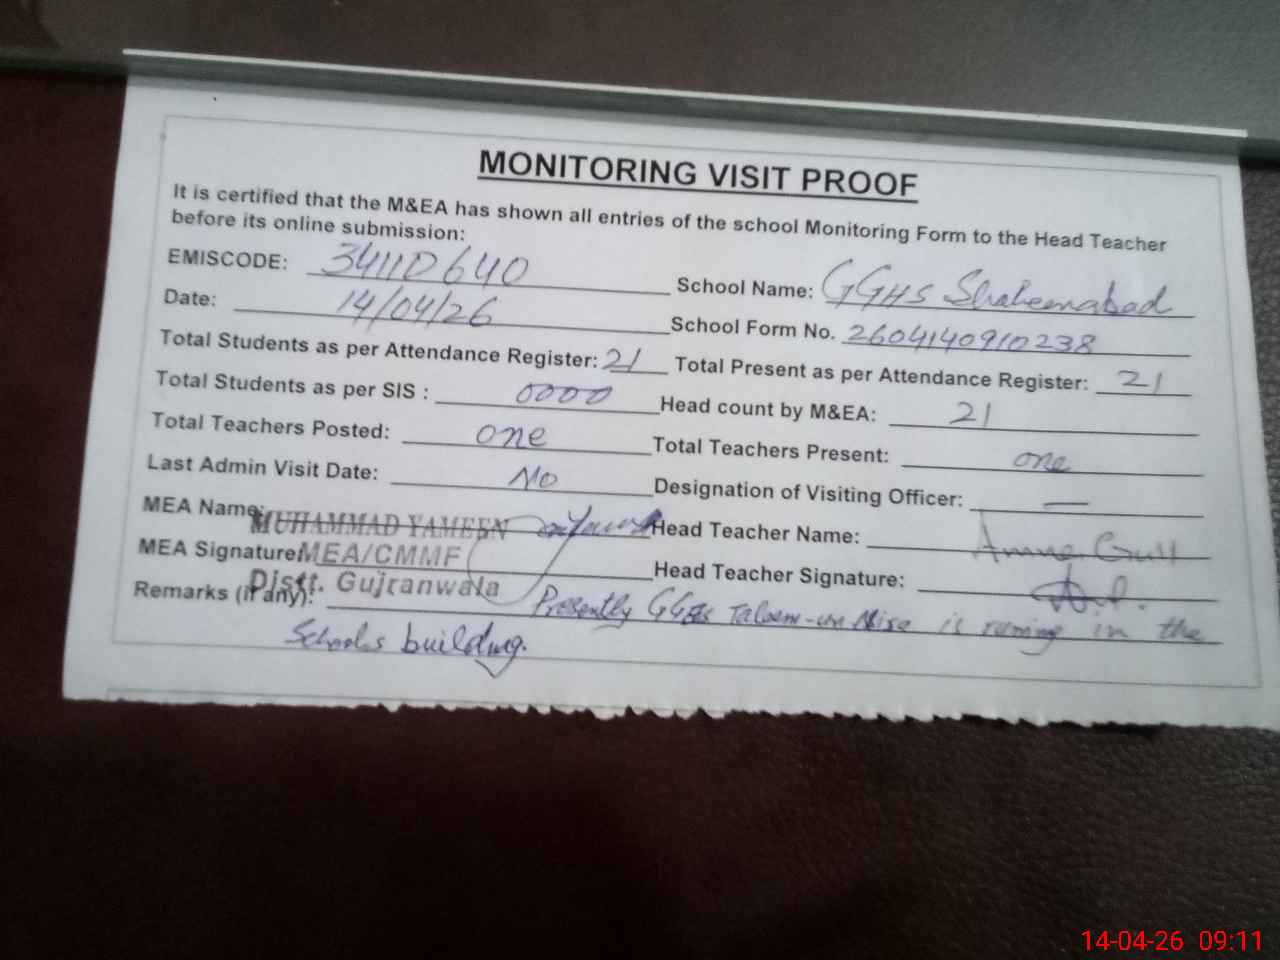 MONITORING VISIT PROOF
It is certified that the M&EA has shown all entries of the school Monitoring Form to the Head Teacher
before its online submission:
EMISCODE: 34110640 School Name: GGHS Shaheenabad
Date: 14/04/26 School Form No. 2604140910238
Total Students as per Attendance Register: 21 Total Present as per Attendance Register: 21
Total Students as per SIS : 0000 Head count by M&EA: 21
Total Teachers Posted: one Total Teachers Present: one
Last Admin Visit Date: No Designation of Visiting Officer: —
MEA Name: MUHAMMAD YAMEEN Head Teacher Name: Gull
MEA Signature MEA/CMMF Head Teacher Signature:
Distt. Gujranwala
Remarks (if any): Presently is runing in the
Schools building.
14-04-26 09:11